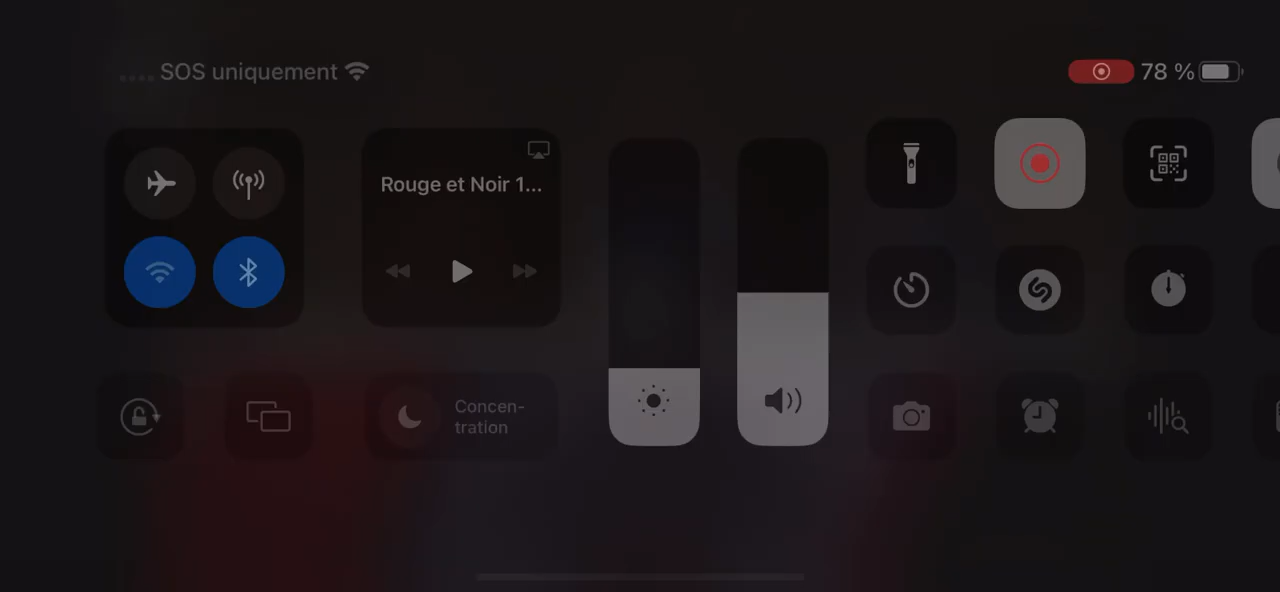 SOS uniquement
78 %
Rouge et Noir 1...
Concen-
tration